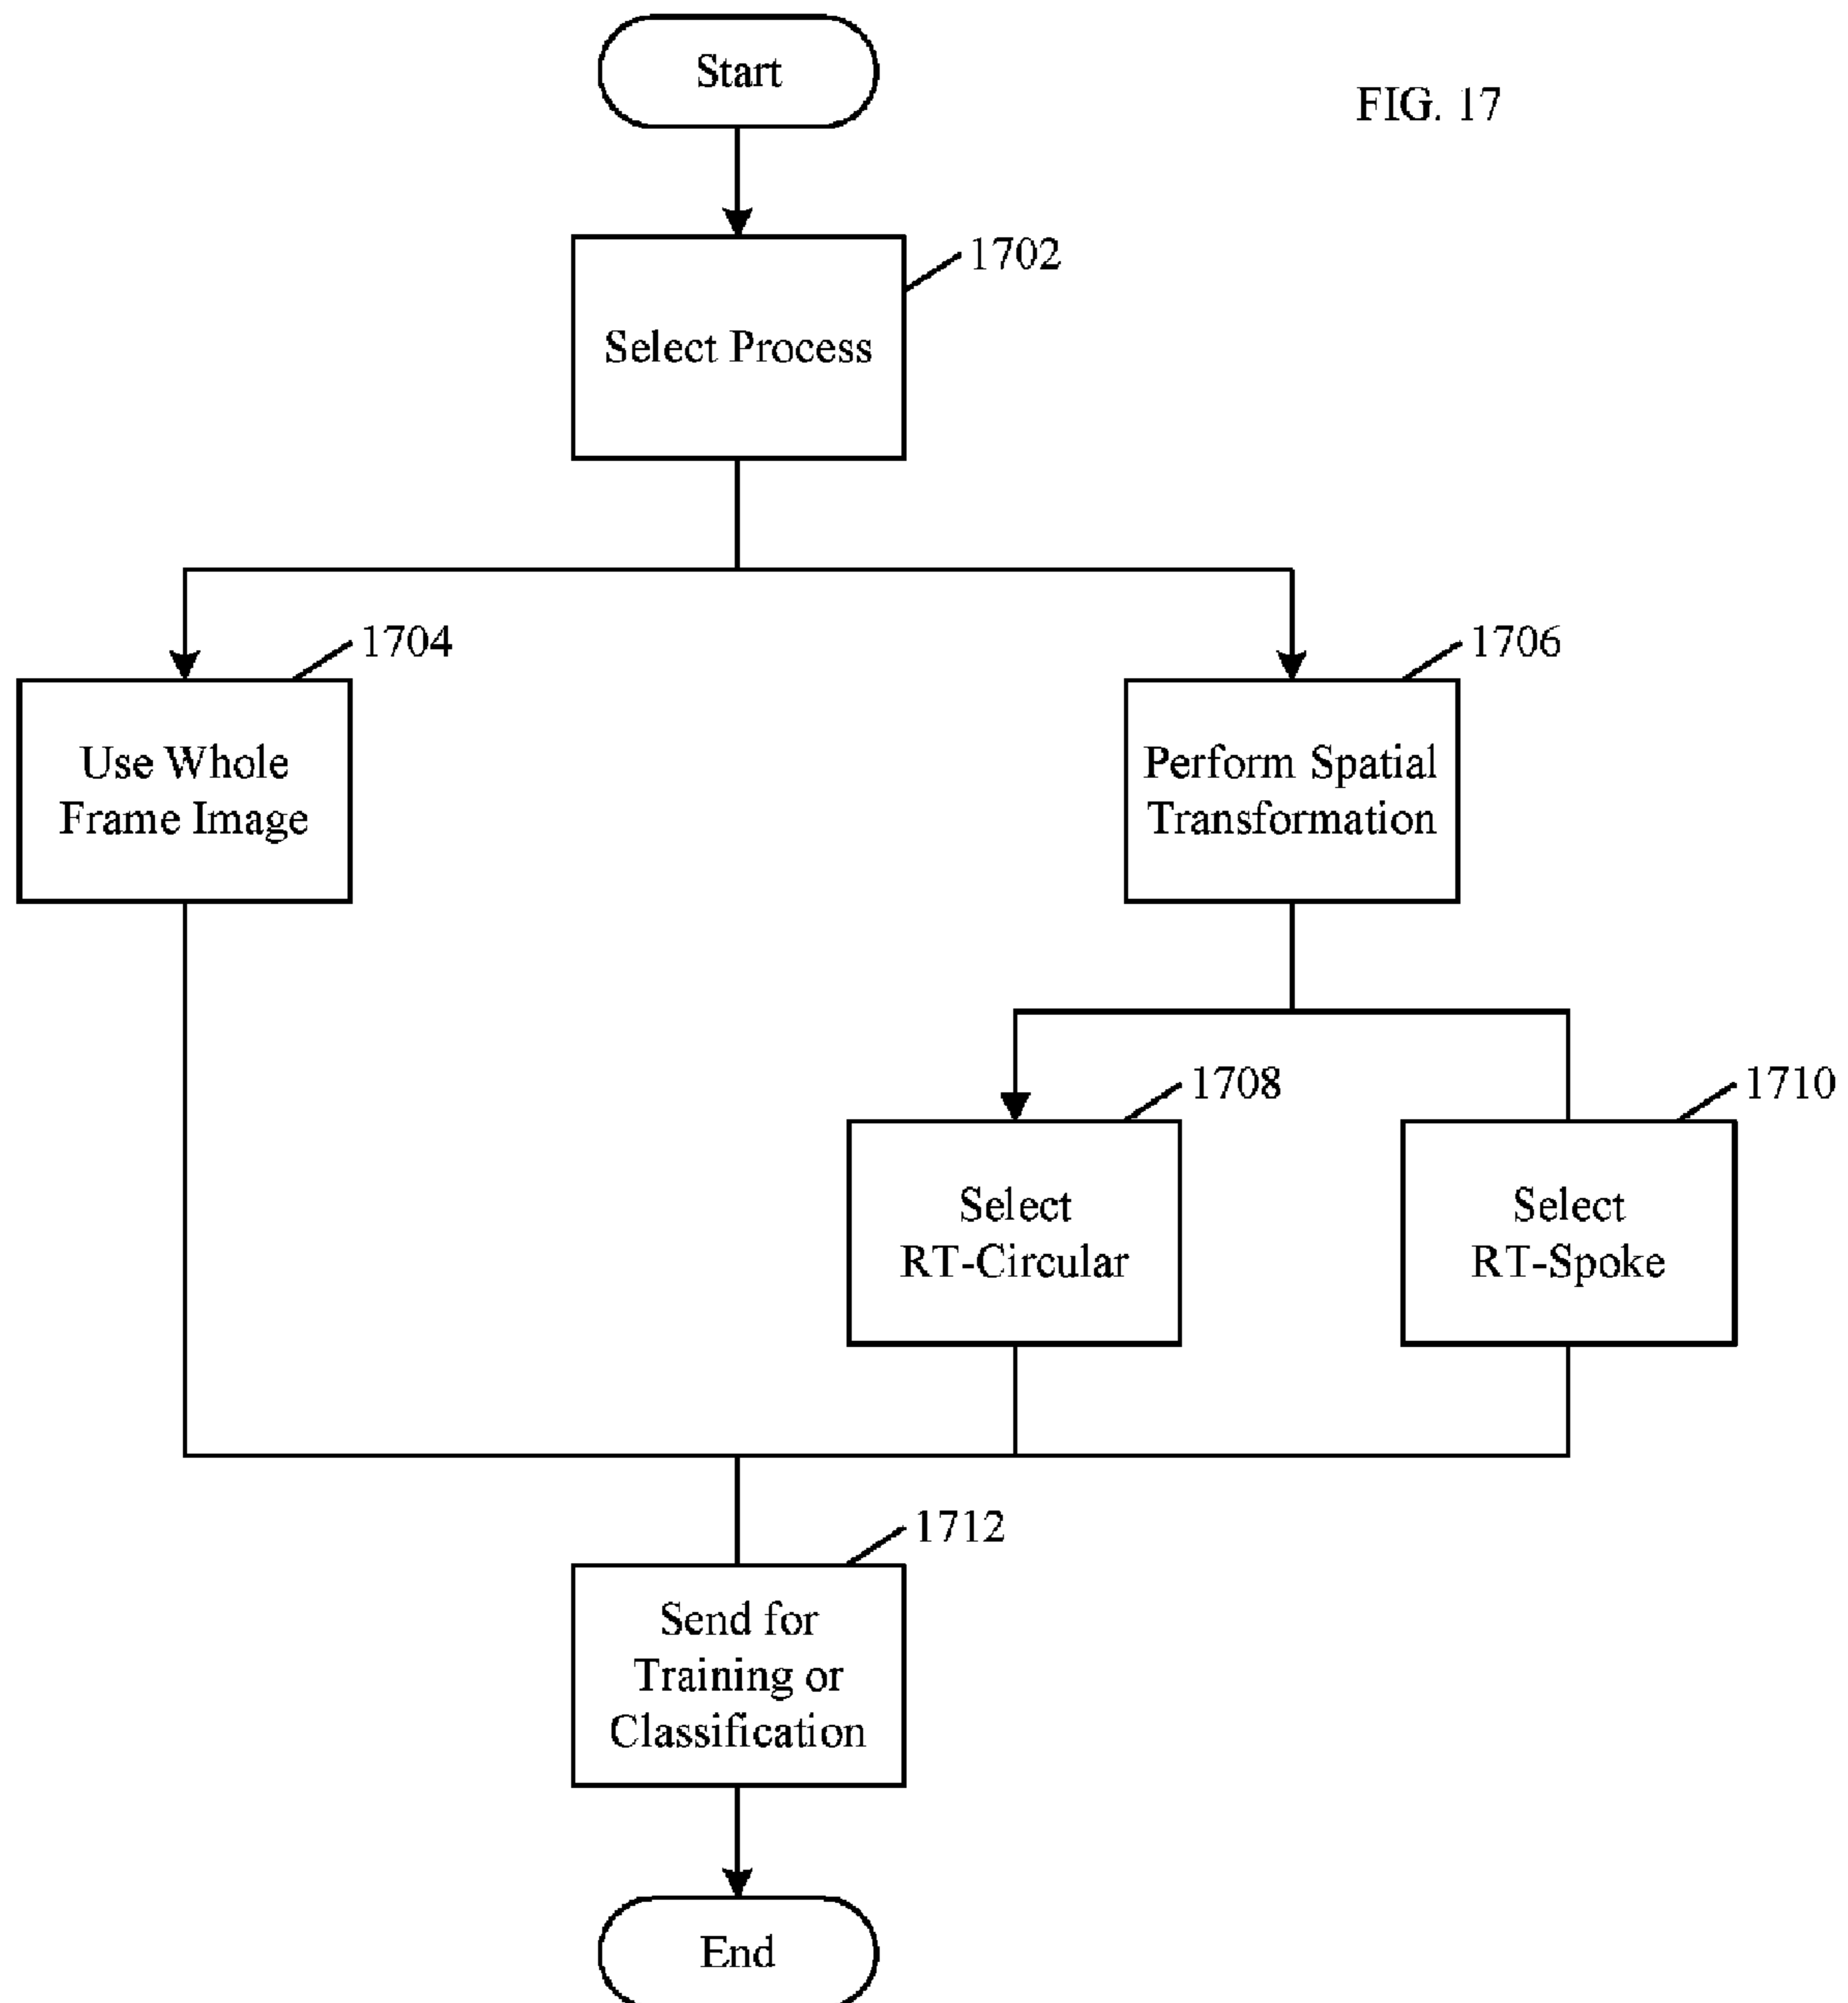 Start
FIG. 17
1702
Select Process
1704
1706
Use Whole
Frame Image
Perform Spatial
Transformation
1708
1710
Select
RT-Circular
Select
RT-Spoke
1712
Send for
Training or
Classification
End